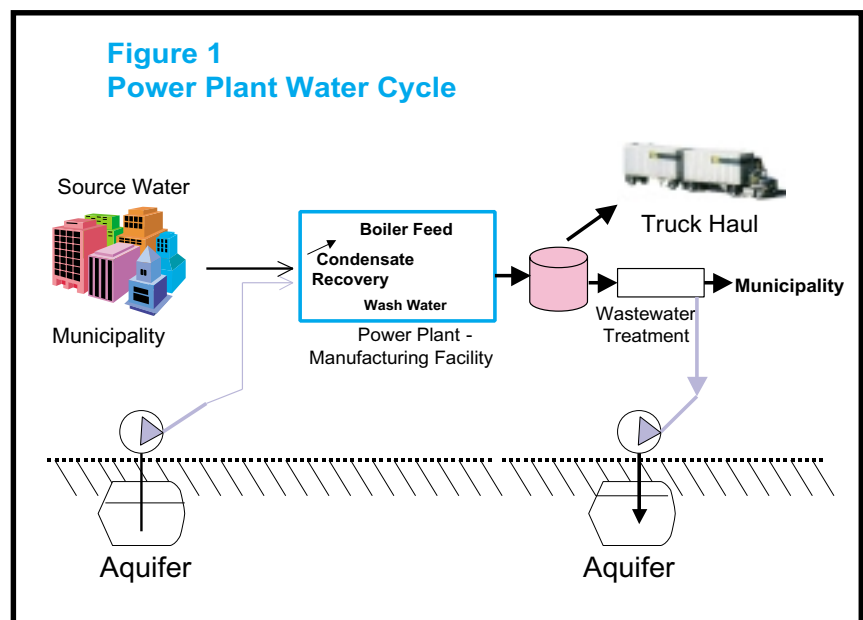 Figure 1
Power Plant Water Cycle
Source Water
Municipality
Boiler Feed
Condensate
Recovery
Wash Water
Power Plant -
Manufacturing Facility
Truck Haul
Municipality
Wastewater
Treatment
Aquifer
Aquifer